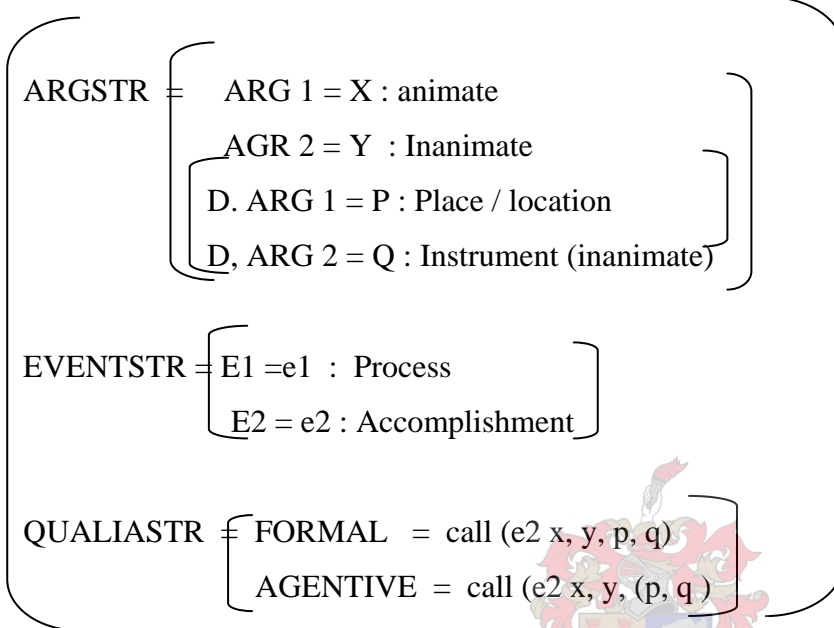 ARGSTR = ARG 1 = X : animate
AGR 2 = Y : Inanimate
D. ARG 1 = P : Place / location
D, ARG 2 = Q : Instrument (inanimate)
EVENTSTR = E1 =e1 : Process
E2 = e2 : Accomplishment
QUALIASTR = FORMAL = call (e2 x, y, p, q)
AGENTIVE = call (e2 x, y, (p, q )